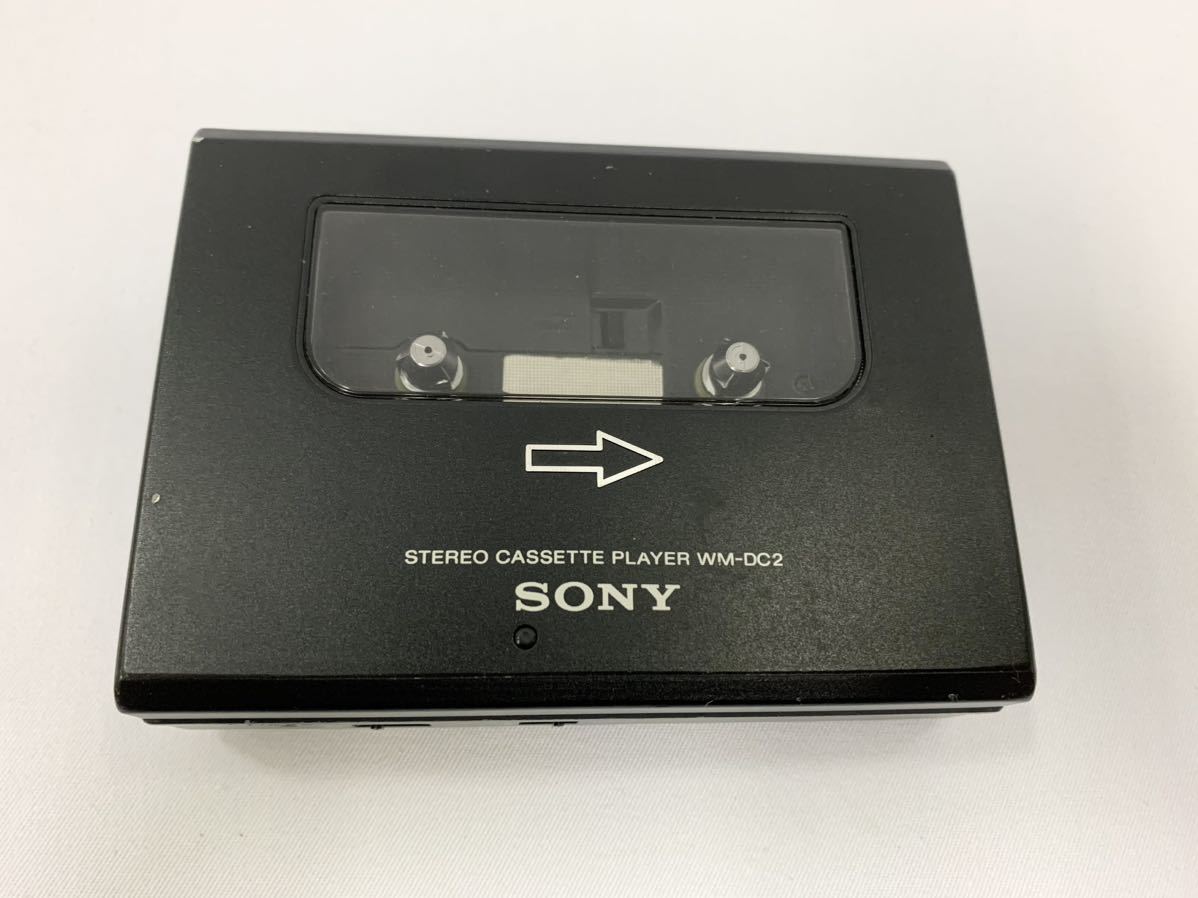 STEREO CASSETTE PLAYER WM-DC2
SONY